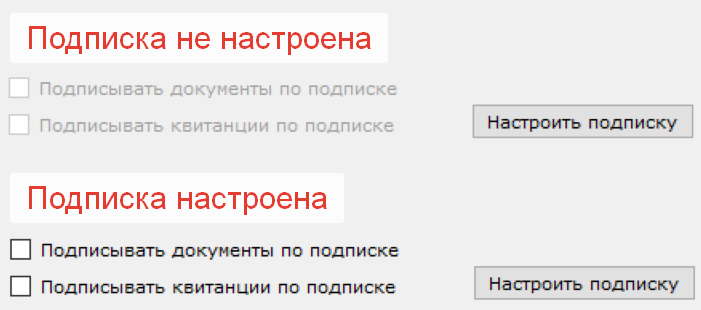 Подписка не настроена
Подписывать документы по подписке
Подписывать квитанции по подписке
Настроить подписку
Подписка настроена
Подписывать документы по подписке
Подписывать квитанции по подписке
Настроить подписку